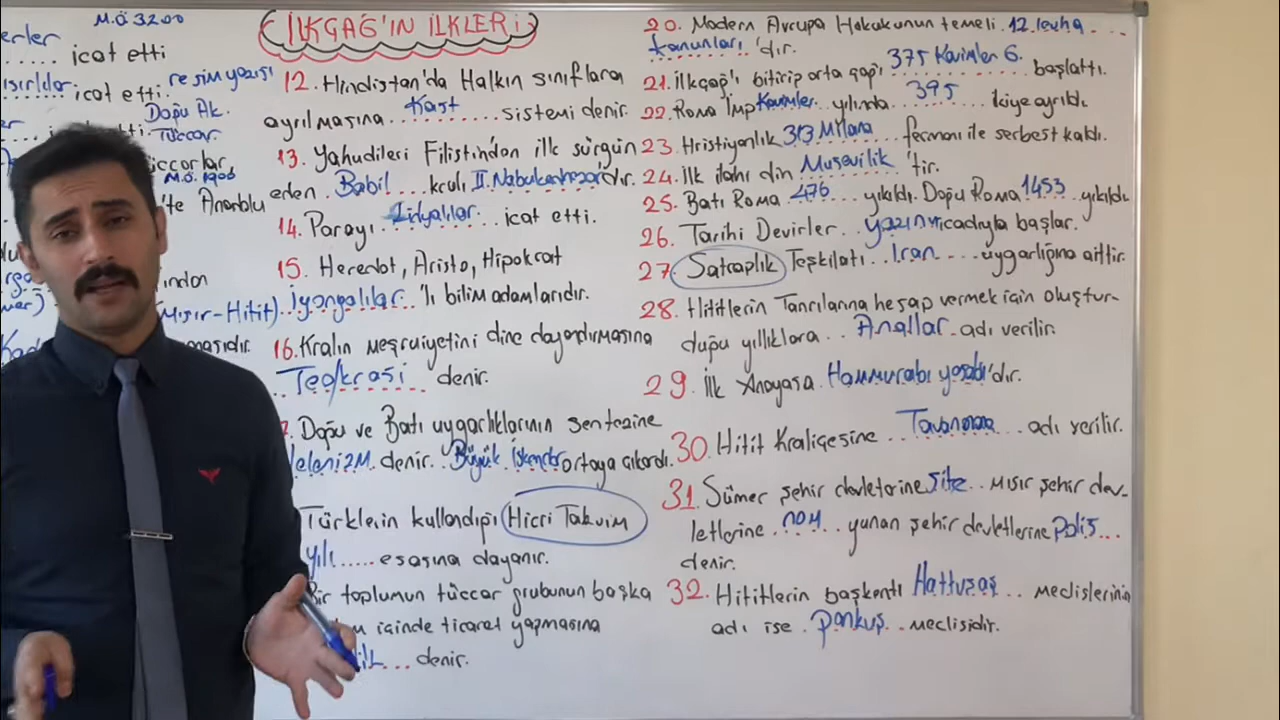 M.Ö 3200
icat etti
icat etti. resim yazısı
Doğu Ak.
Tüccar
M.Ö. 1906
'te Anadolu
(Mısır-Hitit)
masıdır.
İLKÇAĞ'IN İLKLERİ
12. Hindistan'da Halkın sınıflara
ayrılmasına Kast sistemi denir.
13. Yahudileri Filistin'den ilk sürgün
eden Babil kralı II. Nabukadnezar'dır.
14. Parayı Lidyalılar icat etti.
15. Heredot, Aristo, Hipokrat
İyonyalılar 'lı bilim adamlarıdır.
16. Kralın meşruiyetini dine dayandırmasına
Teokrasi denir.
Doğu ve Batı uygarlıklarının sentezine
denir. Büyük İskender ortaya çıkardı.
Türklerin kullandığı Hicri Takvim
yılı esasına dayanır.
Bir toplumun tüccar grubunun başka
içinde ticaret yapmasına
denir.
20. Modern Avrupa Hukukunun temeli 12 levha
kanunları 'dır.
21. İlkçağ'ı bitirip orta çağ'ı 375 Kavimler G. başlattı.
22. Roma İmp Kavimler yılında 395 ikiye ayrıldı
23. Hristiyanlık 313 Milano fermanı ile serbest kaldı.
24. İlk ilahi din Musevilik 'tir.
25. Batı Roma 476 yıkıldı. Doğu Roma 1453 yıkıldı
26. Tarihi Devirler yazının icadıyla başlar.
27. Satraplık Teşkilatı İran uygarlığına aittir.
28. Hititlerin Tanrılarına hesap vermek için oluştur-
duğu yıllıklara Anallar adı verilir.
29. İlk Anayasa Hammurabi yasaları'dır.
30. Hitit Kraliçesine Tavananna adı verilir.
31. Sümer şehir devletlerine site Mısır şehir dev-
letlerine nom yunan şehir devletlerine Polis
denir.
32. Hititlerin başkenti Hattuşaş meclislerinin
adı ise Pankuş meclisidir.